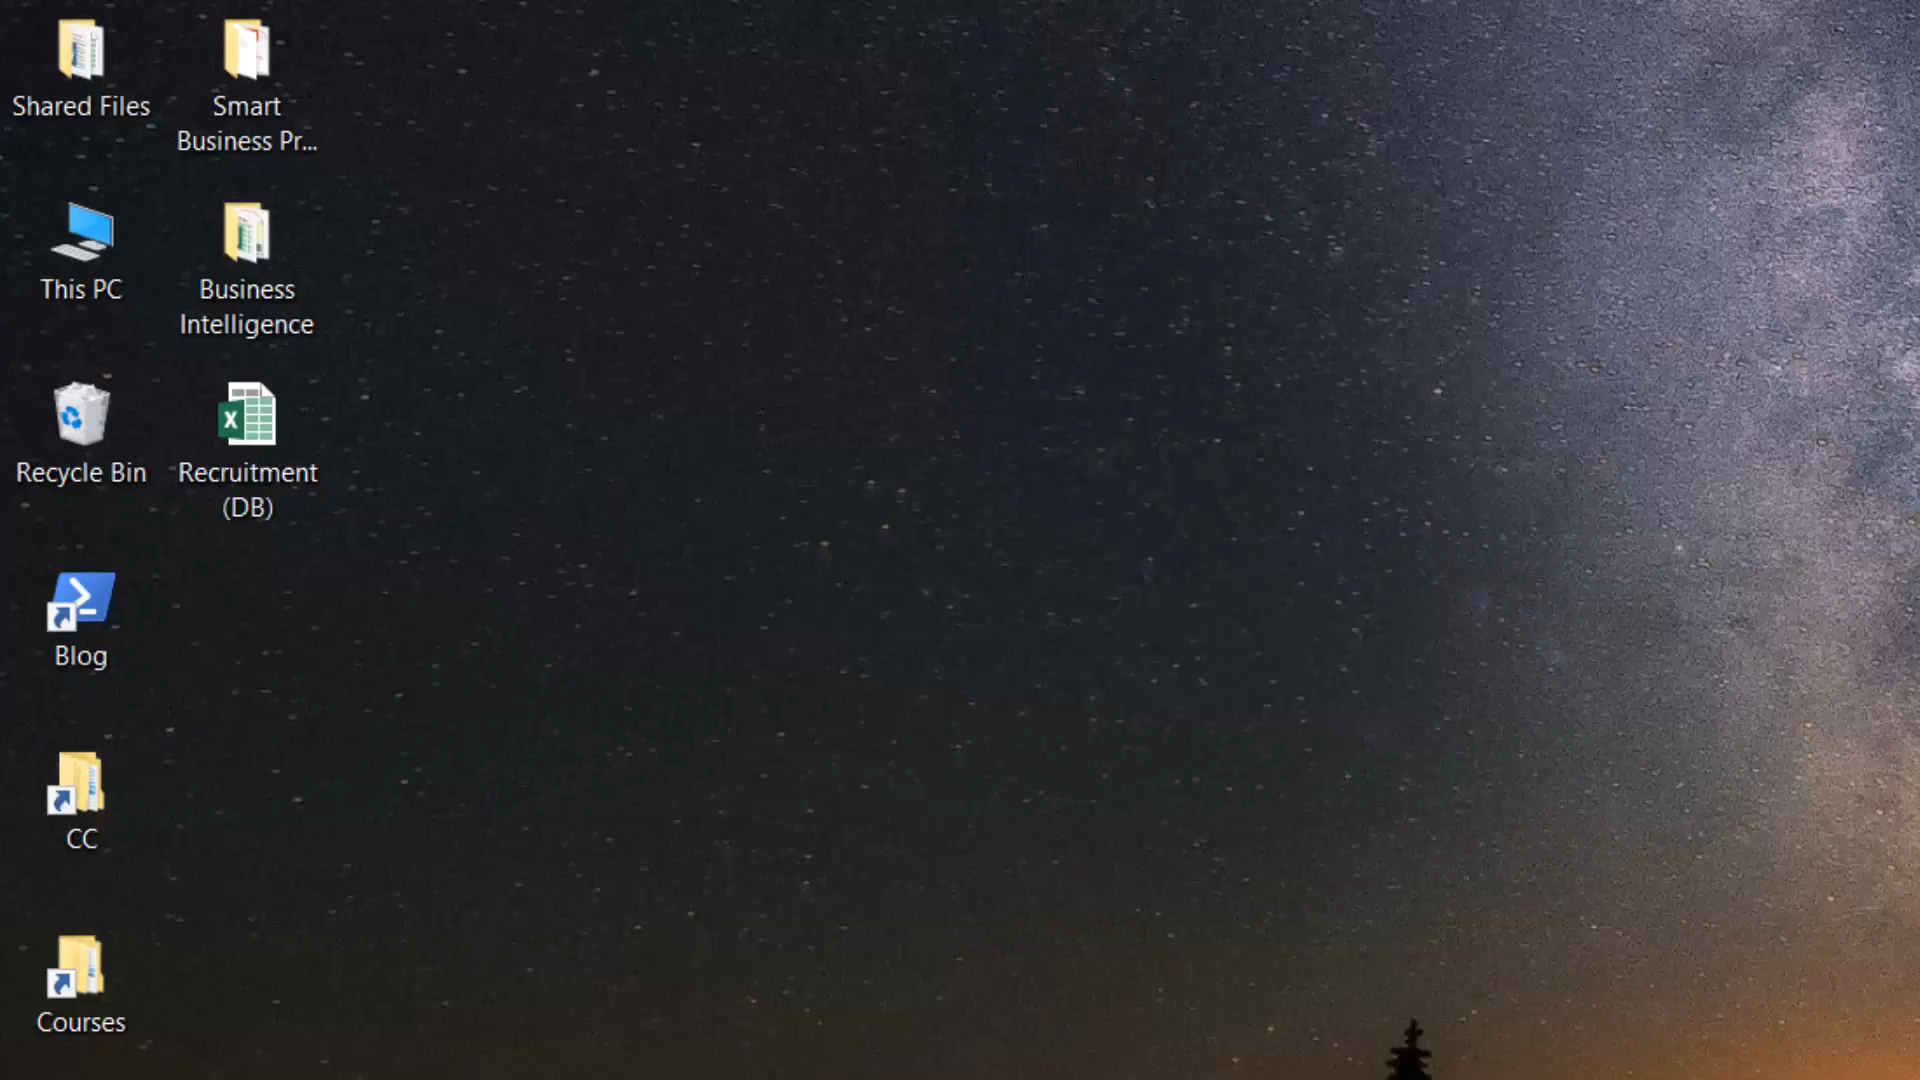 Shared Files
Smart
Business Pr...
This PC
Business
Intelligence
Recycle Bin
Recruitment
(DB)
Blog
CC
Courses